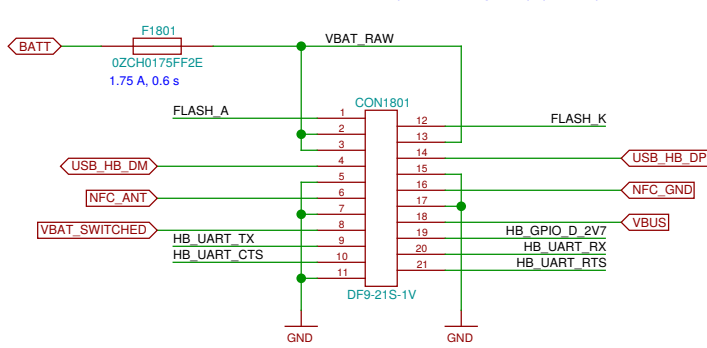 F1801
BATT
VBAT_RAW
0ZCH0175FF2E
1.75 A, 0.6 s
CON1801
FLASH_A
1
12
FLASH_K
2
13
3
14
USB_HB_DP
USB_HB_DM
4
15
5
16
NFC_GND
NFC_ANT
6
17
7
18
VBUS
VBAT_SWITCHED
8
19
HB_GPIO_D_2V7
HB_UART_TX
9
20
HB_UART_RX
HB_UART_CTS
10
21
HB_UART_RTS
11
DF9-21S-1V
GND
GND